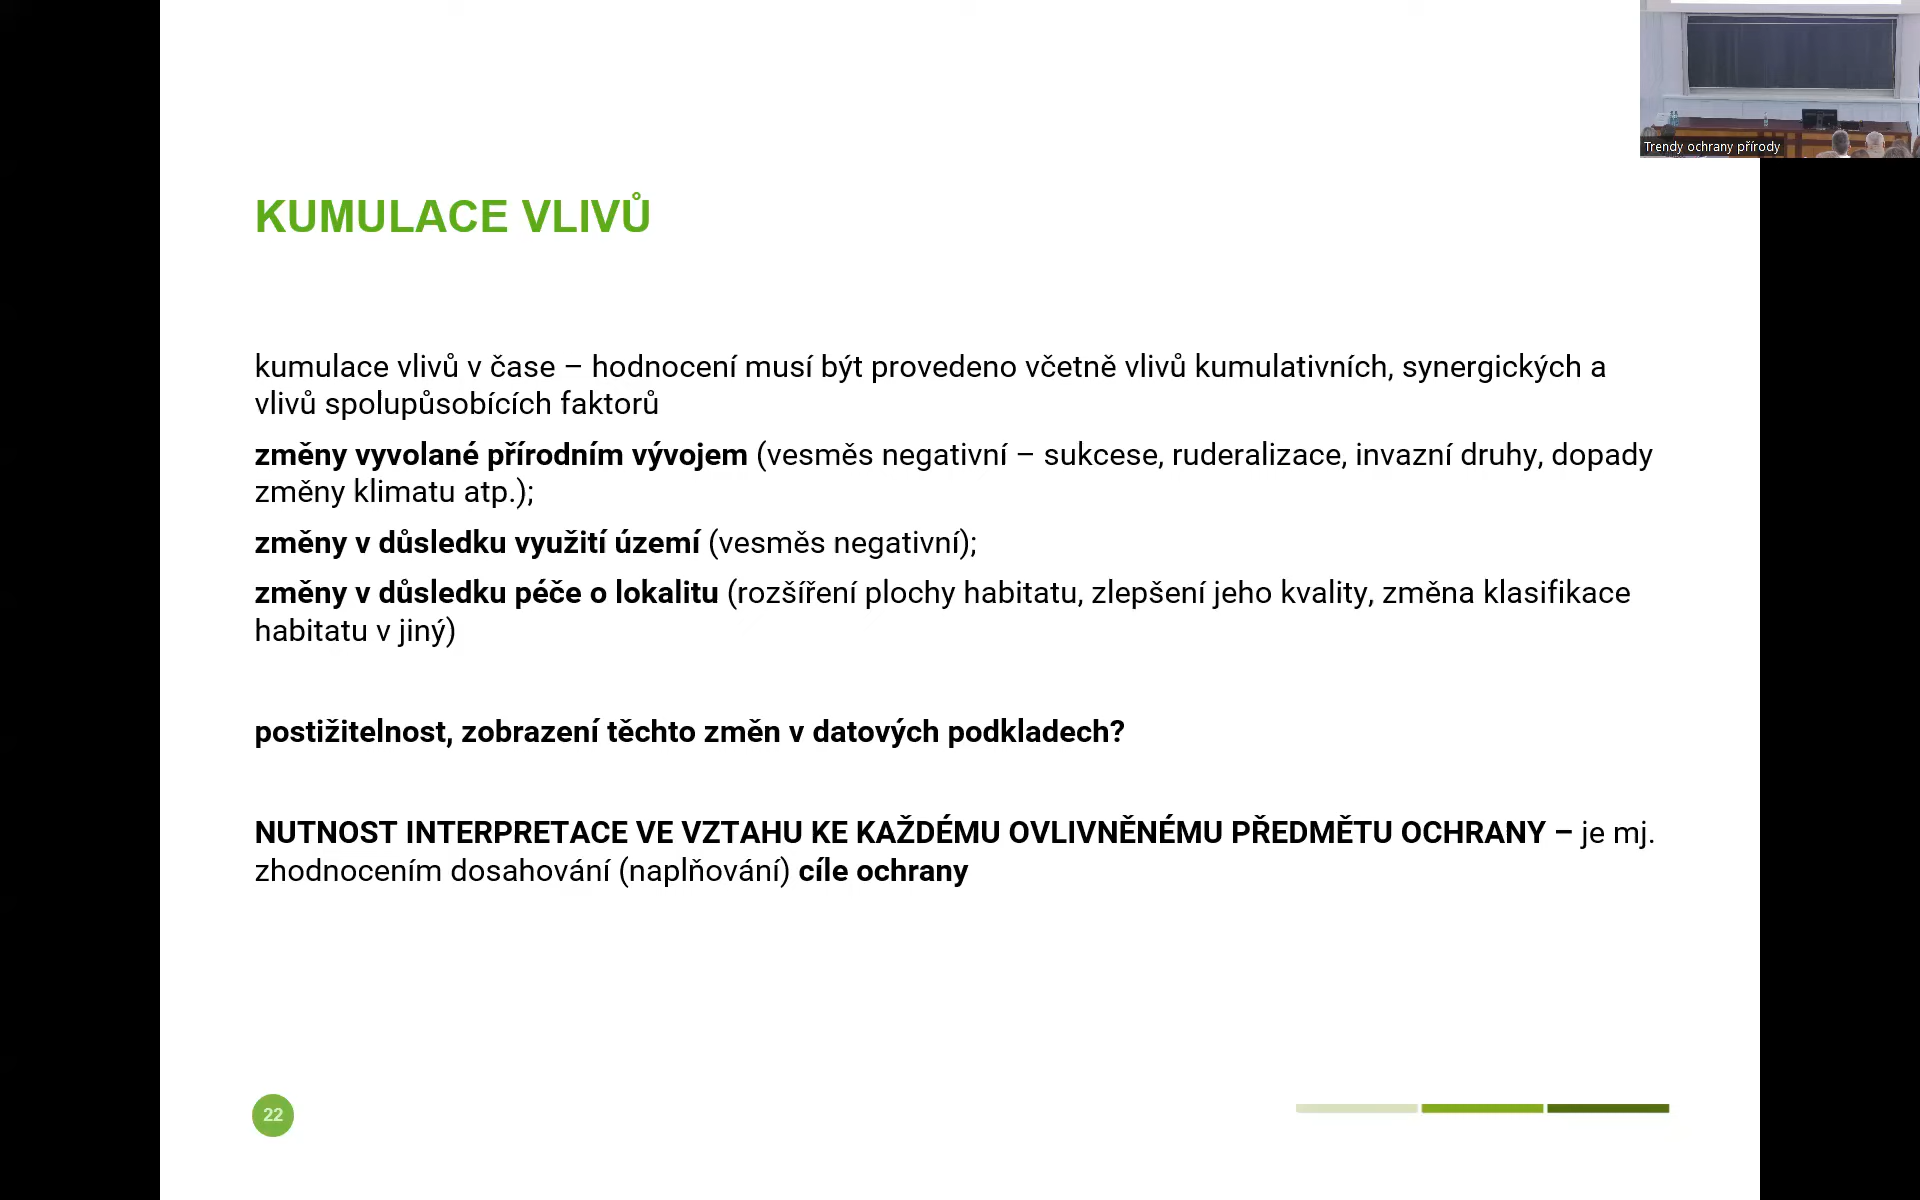 Trendy ochrany přírody
KUMULACE VLIVŮ
kumulace vlivů v čase – hodnocení musí být provedeno včetně vlivů kumulativních, synergických a
vlivů spolupůsobících faktorů
změny vyvolané přírodním vývojem (vesměs negativní – sukcese, ruderalizace, invazní druhy, dopady
změny klimatu atp.);
změny v důsledku využití území (vesměs negativní);
změny v důsledku péče o lokalitu (rozšíření plochy habitatu, zlepšení jeho kvality, změna klasifikace
habitatu v jiný)
postižitelnost, zobrazení těchto změn v datových podkladech?
NUTNOST INTERPRETACE VE VZTAHU KE KAŽDÉMU OVLIVNĚNÉMU PŘEDMĚTU OCHRANY – je mj.
zhodnocením dosahování (naplňování) cíle ochrany
22